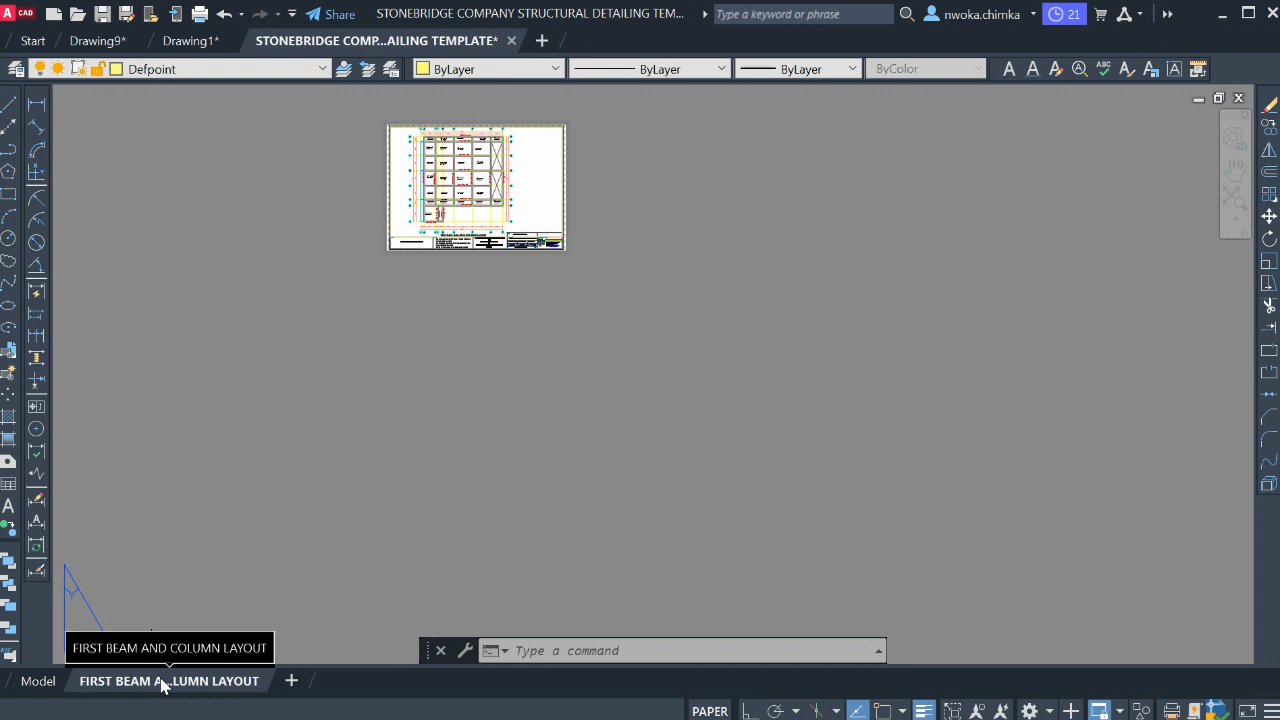 CAD
Share
STONEBRIDGE COMPANY STRUCTURAL DETAILING TEM...
Type a keyword or phrase
nwoka.chimka
21
Start
Drawing9*
Drawing1*
STONEBRIDGE COMP...AILING TEMPLATE*
Defpoint
ByLayer
ByLayer
ByLayer
ByColor
FIRST BEAM AND COLUMN LAYOUT
Type a command
Model
FIRST BEAM A...LUMN LAYOUT
PAPER